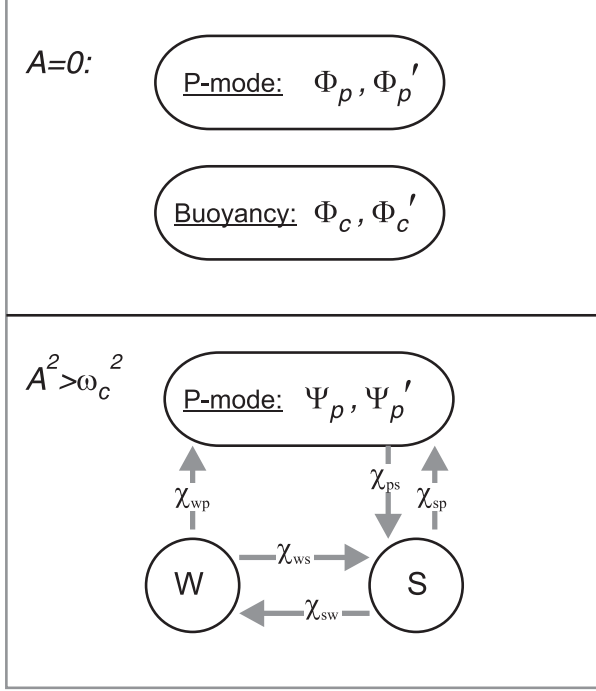 A=0:
P-mode: Φp , Φp′
Buoyancy: Φc , Φc′
A²>ωc²
P-mode: Ψp , Ψp′
χwp
χps
χsp
W
χws
S
χsw